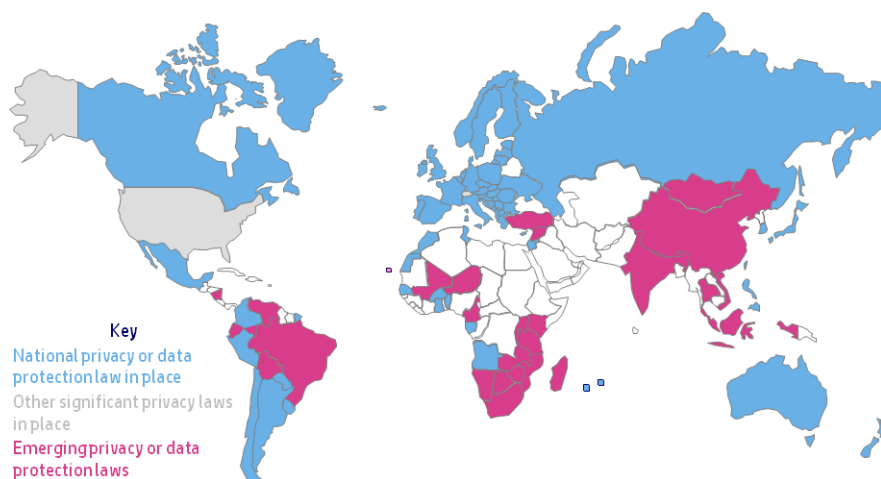 Key
National privacy or data
protection law in place
Other significant privacy laws
in place
Emerging privacy or data
protection laws